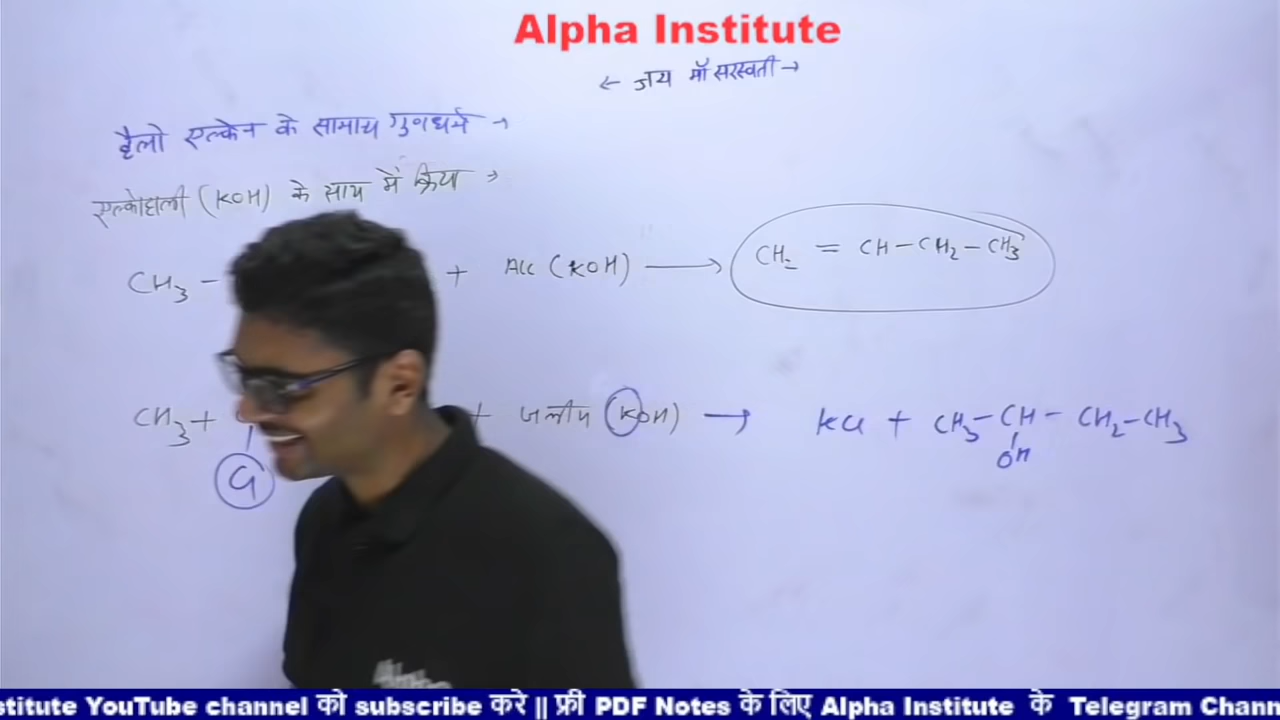 Alpha Institute
← जय माँ सरस्वती →
हैलो एल्केन के सामान्य गुणधर्म →
एल्कोहाली (KOH) के साथ में क्रिया →
CH3 – + Alc (KOH) ⟶ CH2 = CH – CH2 – CH3
CH3 + + जलीय (KOH) → KCl + CH3 – CH – CH2 – CH3
Cl OH
stitute YouTube channel को subscribe करे || फ्री PDF Notes के लिए Alpha Institute के Telegram Chann